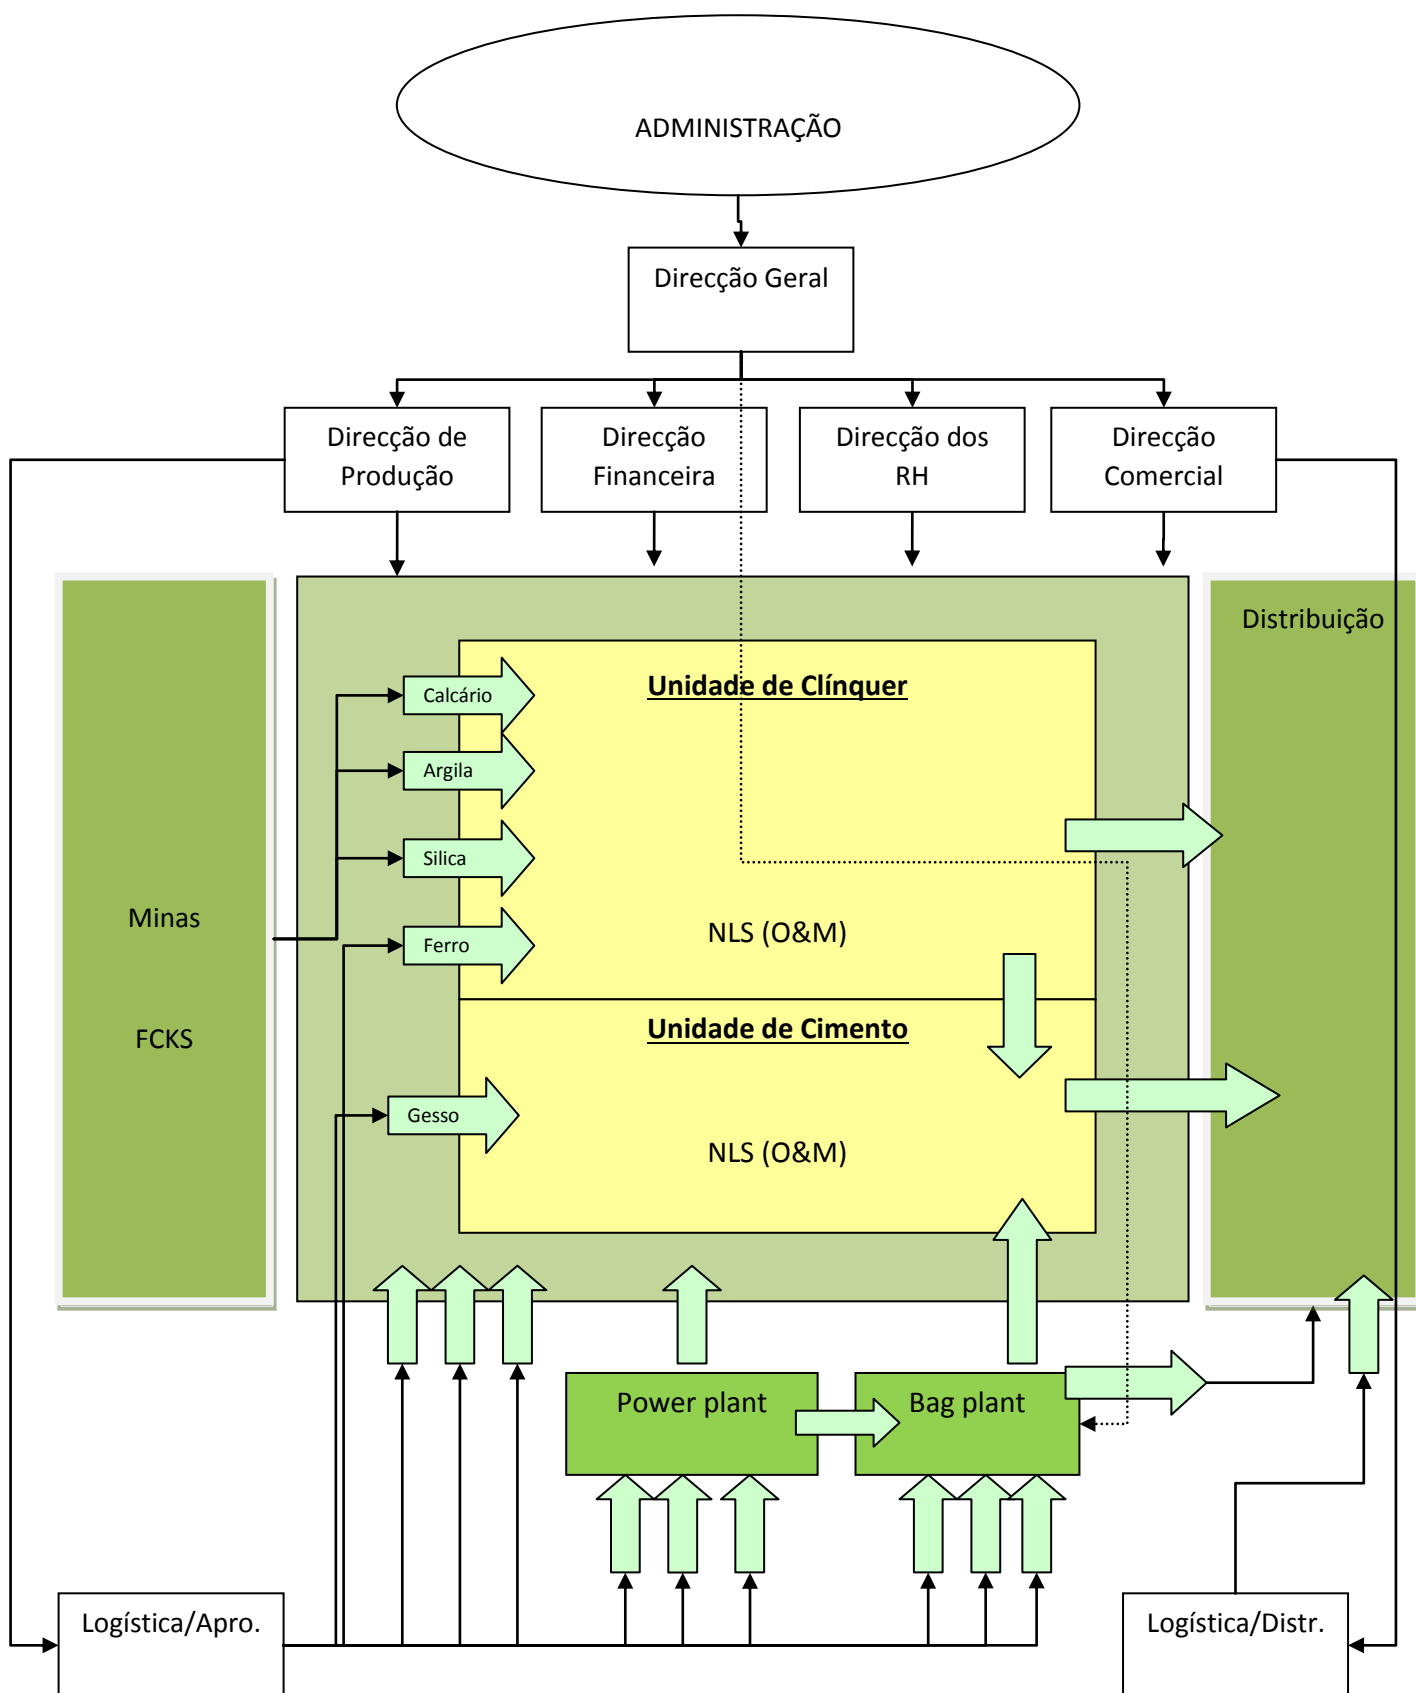 ADMINISTRAÇÃO
Direcção Geral
Direcção de
Produção
Direcção
Financeira
Direcção dos
RH
Direcção
Comercial
Minas
FCKS
Distribuição
Unidade de Clínquer
Calcário
Argila
Silica
Ferro
NLS (O&M)
Unidade de Cimento
Gesso
NLS (O&M)
Power plant
Bag plant
Logística/Apro.
Logística/Distr.